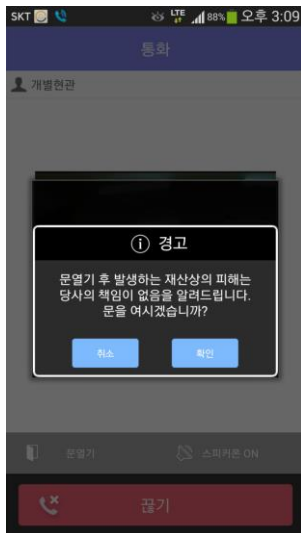 SKT LTE 88% 오후 3:09
통화
개별현관
경고
문열기 후 발생하는 재산상의 피해는
당사의 책임이 없음을 알려드립니다.
문을 여시겠습니까?
취소 확인
문열기 스피커폰 ON
끊기